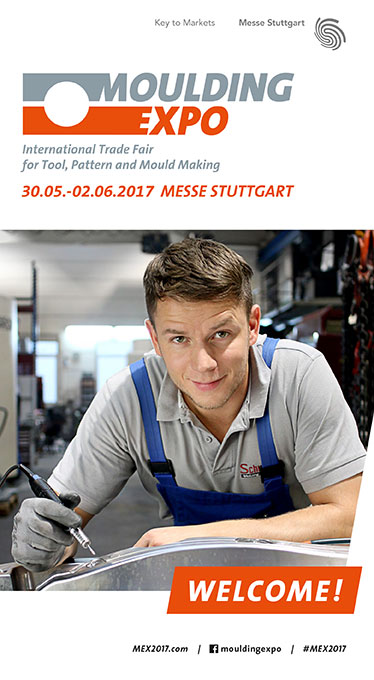 Key to Markets Messe Stuttgart
MOULDING
EXPO
International Trade Fair
for Tool, Pattern and Mould Making
30.05.-02.06.2017 MESSE STUTTGART
WELCOME!
MEX2017.com / mouldingexpo / #MEX2017